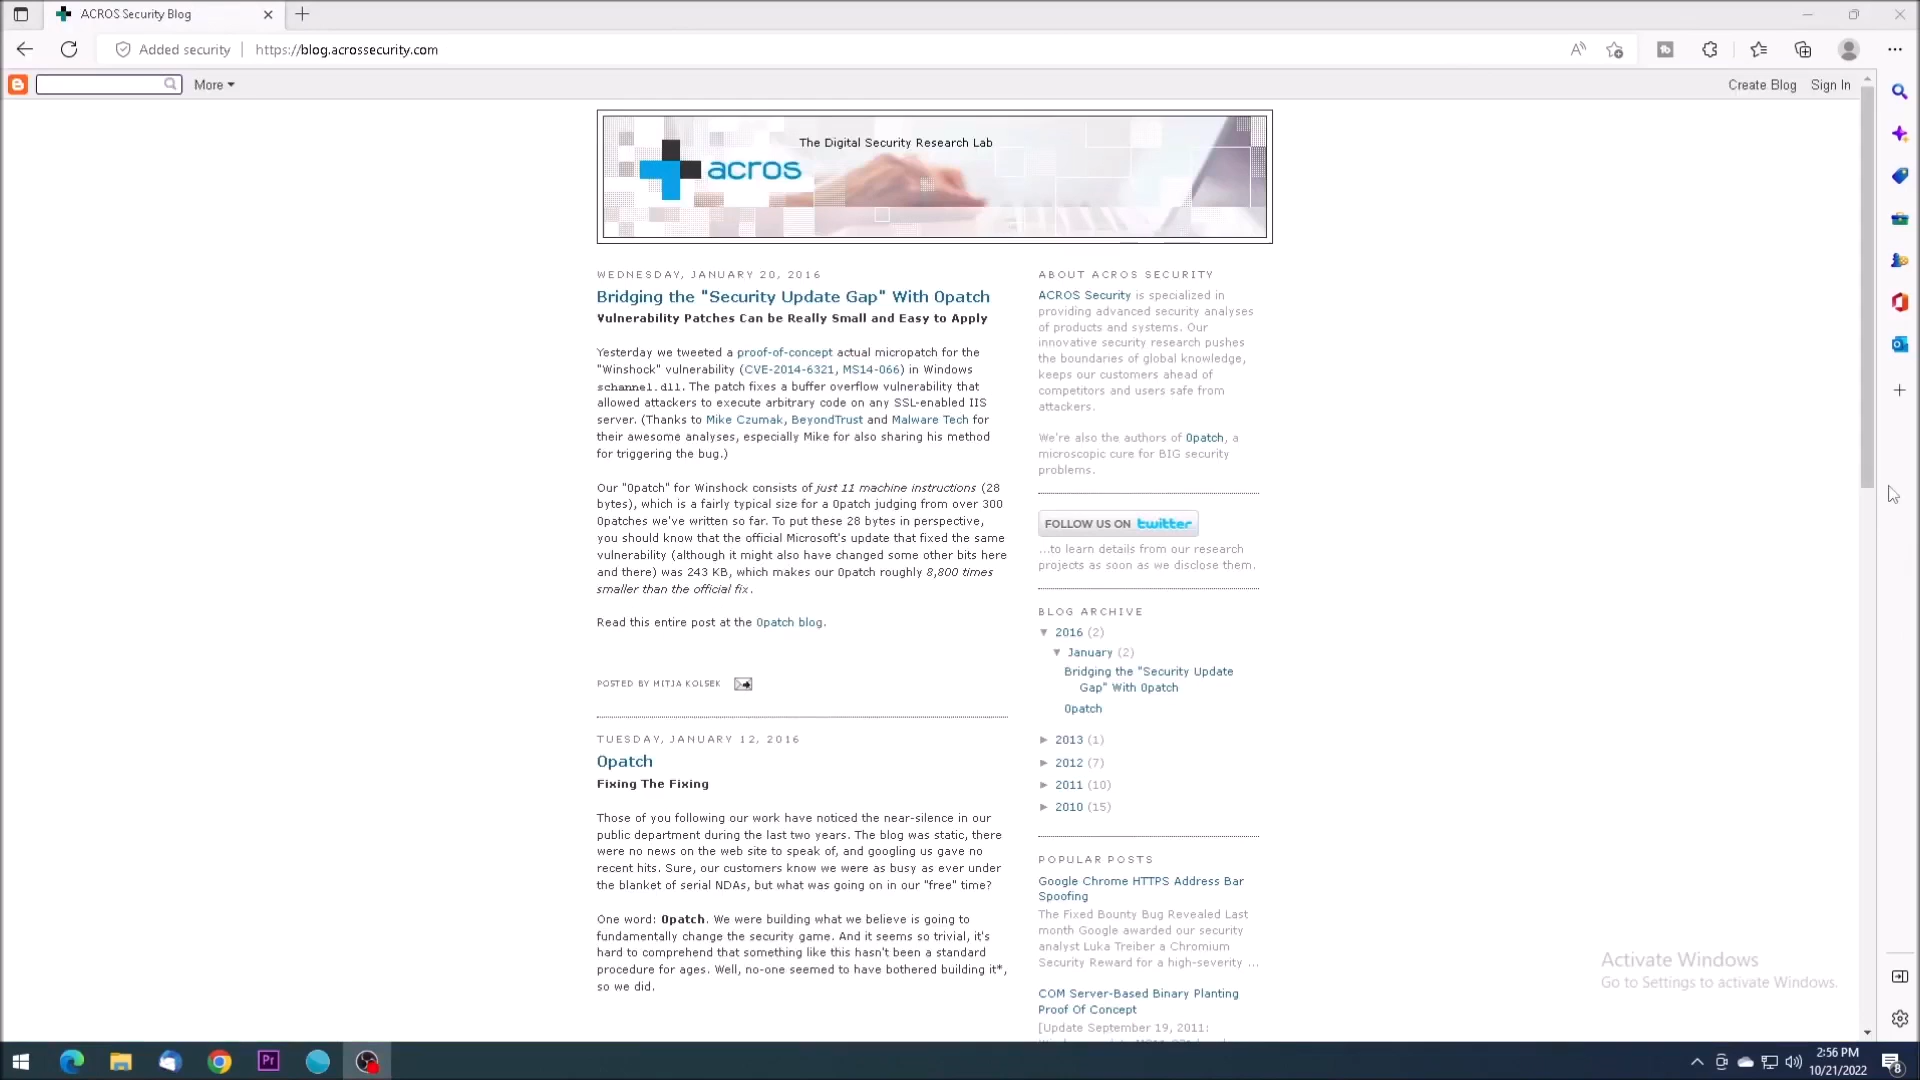 ACROS Security Blog
Added security
https://blog.acrossecurity.com
More
Create Blog
Sign In
The Digital Security Research Lab
acros
WEDNESDAY, JANUARY 20, 2016
Bridging the "Security Update Gap" With 0patch
Vulnerability Patches Can be Really Small and Easy to Apply
Yesterday we tweeted a proof-of-concept actual micropatch for the
"Winshock" vulnerability (CVE-2014-6321, MS14-066) in Windows
schannel.dll. The patch fixes a buffer overflow vulnerability that
allowed attackers to execute arbitrary code on any SSL-enabled IIS
server. (Thanks to Mike Czumak, BeyondTrust and Malware Tech for
their awesome analyses, especially Mike for also sharing his method
for triggering the bug.)
Our "0patch" for Winshock consists of just 11 machine instructions (28
bytes), which is a fairly typical size for a 0patch judging from over 300
0patches we've written so far. To put these 28 bytes in perspective,
you should know that the official Microsoft's update that fixed the same
vulnerability (although it might also have changed some other bits here
and there) was 243 KB, which makes our 0patch roughly 8,800 times
smaller than the official fix.
Read this entire post at the 0patch blog.
POSTED BY MITJA KOLSEK
TUESDAY, JANUARY 12, 2016
0patch
Fixing The Fixing
Those of you following our work have noticed the near-silence in our
public department during the last two years. The blog was static, there
were no news on the web site to speak of, and googling us gave no
recent hits. Sure, our customers know we were as busy as ever under
the blanket of serial NDAs, but what was going on in our "free" time?
One word: 0patch. We were building what we believe is going to
fundamentally change the security game. And it seems so trivial, it's
hard to comprehend that something like this hasn't been a standard
procedure for ages. Well, no-one seemed to have bothered building it*,
so we did.
ABOUT ACROS SECURITY
ACROS Security is specialized in
providing advanced security analyses
of products and systems. Our
innovative security research pushes
the boundaries of global knowledge,
keeps our customers ahead of
competitors and users safe from
attackers.
We're also the authors of 0patch, a
microscopic cure for BIG security
problems.
FOLLOW US ON twitter
...to learn details from our research
projects as soon as we disclose them.
BLOG ARCHIVE
▼ 2016 (2)
▼ January (2)
Bridging the "Security Update
Gap" With 0patch
0patch
► 2013 (1)
► 2012 (7)
► 2011 (10)
► 2010 (15)
POPULAR POSTS
Google Chrome HTTPS Address Bar
Spoofing
The Fixed Bounty Bug Revealed Last
month Google awarded our security
analyst Luka Treiber a Chromium
Security Reward for a high-severity ...
COM Server-Based Binary Planting
Proof Of Concept
[Update September 19, 2011:
Activate Windows
Go to Settings to activate Windows.
Pr
2:56 PM
10/21/2022
8